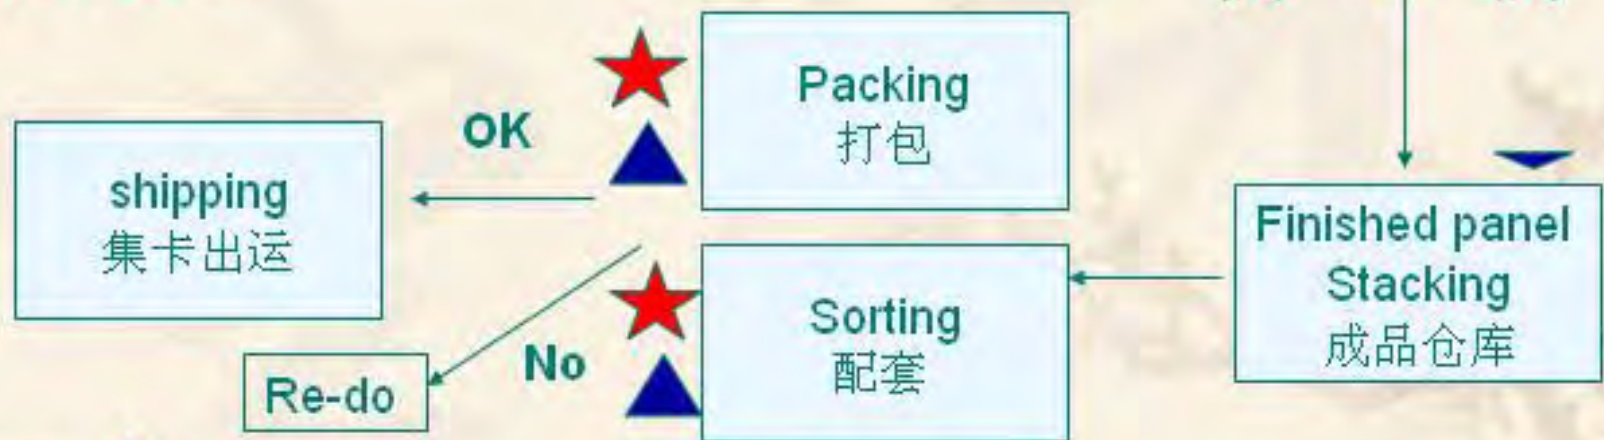 Packing
打包
OK
shipping
集卡出运
Finished panel
Stacking
成品仓库
Sorting
配套
No
Re-do